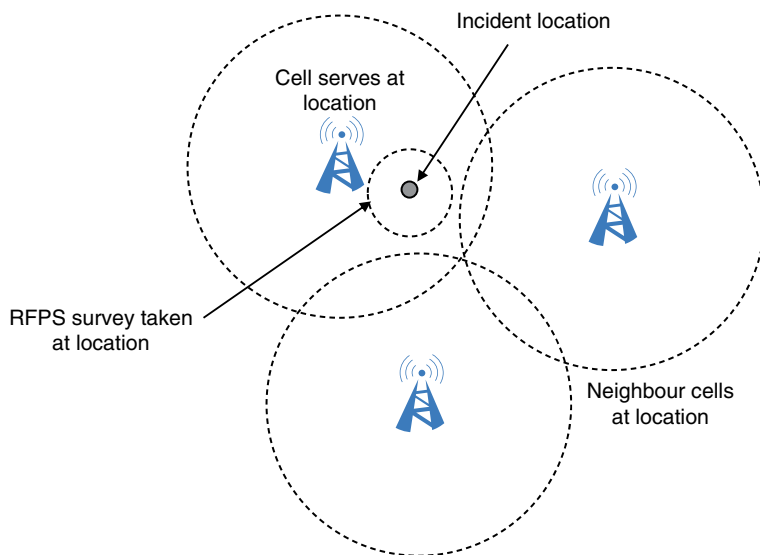 Incident location
Cell serves at
location
RFPS survey taken
at location
Neighbour cells
at location